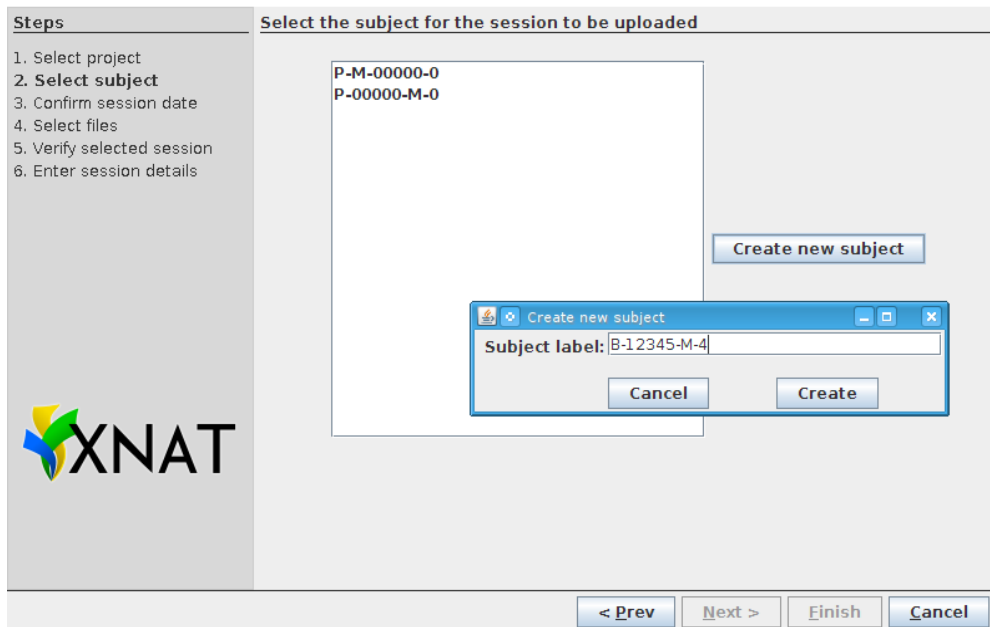 Steps
1. Select project
2. Select subject
3. Confirm session date
4. Select files
5. Verify selected session
6. Enter session details
XNAT
Select the subject for the session to be uploaded
P-M-00000-0
P-00000-M-0
Create new subject
Create new subject
Subject label: B-12345-M-4
Cancel Create
< Prev Next > Finish Cancel